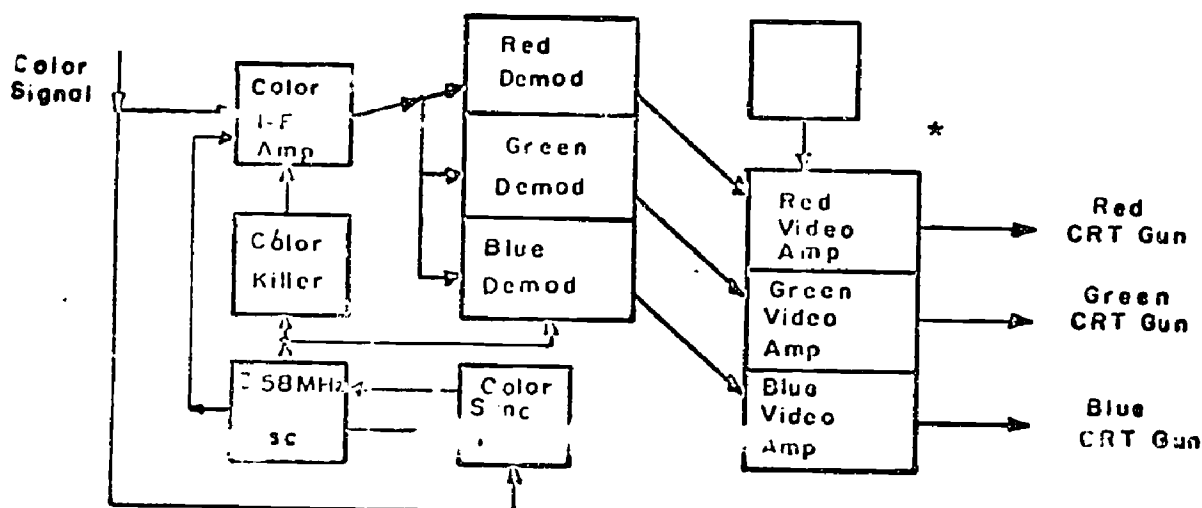 Color
Signal
Color
I-F
Amp
Red
Demod
Green
Demod
Blue
Demod
Color
Killer
58MHz
sc
Color
*
Red
Video
Amp
Green
Video
Amp
Blue
Video
Amp
Red
CRT Gun
Green
CRT Gun
Blue
CRT Gun